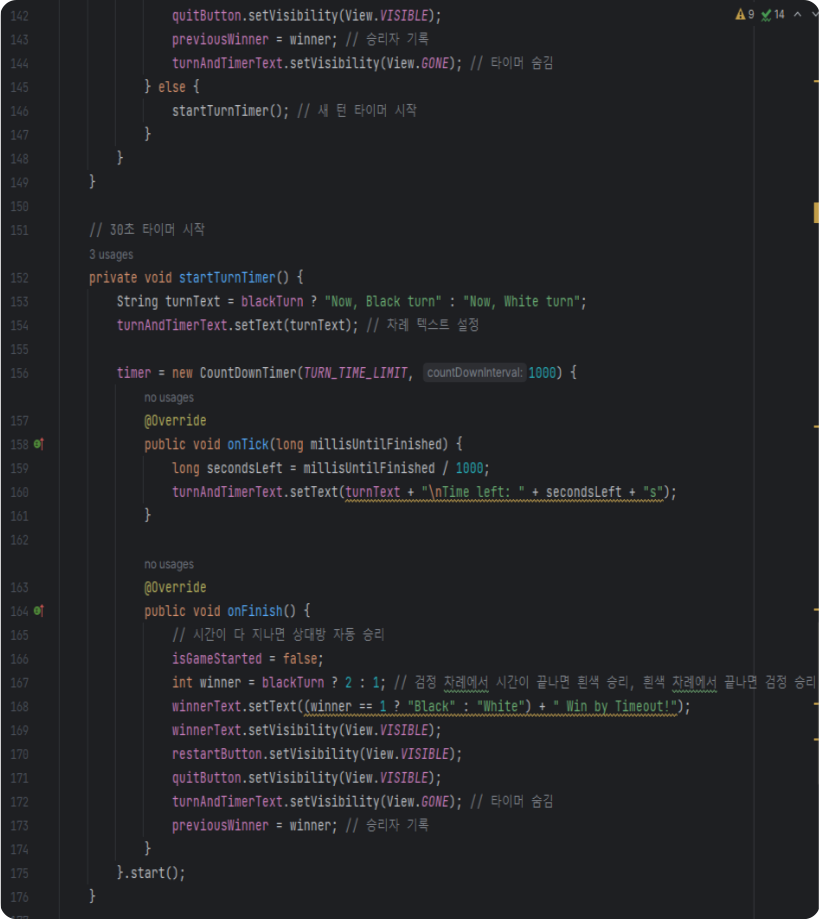 9 14
142 quitButton.setVisibility(View.VISIBLE);
143 previousWinner = winner; // 승리자 기록
144 turnAndTimerText.setVisibility(View.GONE); // 타이머 숨김
145 } else {
146 startTurnTimer(); // 새 턴 타이머 시작
147 }
148 }
149 }
150
151 // 30초 타이머 시작
3 usages
152 private void startTurnTimer() {
153 String turnText = blackTurn ? "Now, Black turn" : "Now, White turn";
154 turnAndTimerText.setText(turnText); // 차례 텍스트 설정
155
156 timer = new CountDownTimer(TURN_TIME_LIMIT, countDownInterval: 1000) {
no usages
157 @Override
158 public void onTick(long millisUntilFinished) {
159 long secondsLeft = millisUntilFinished / 1000;
160 turnAndTimerText.setText(turnText + "\nTime left: " + secondsLeft + "s");
161 }
162
no usages
163 @Override
164 public void onFinish() {
165 // 시간이 다 지나면 상대방 자동 승리
166 isGameStarted = false;
167 int winner = blackTurn ? 2 : 1; // 검정 차례에서 시간이 끝나면 흰색 승리, 흰색 차례에서 끝나면 검정 승리
168 winnerText.setText((winner == 1 ? "Black" : "White") + " Win by Timeout!");
169 winnerText.setVisibility(View.VISIBLE);
170 restartButton.setVisibility(View.VISIBLE);
171 quitButton.setVisibility(View.VISIBLE);
172 turnAndTimerText.setVisibility(View.GONE); // 타이머 숨김
173 previousWinner = winner; // 승리자 기록
174 }
175 }.start();
176 }